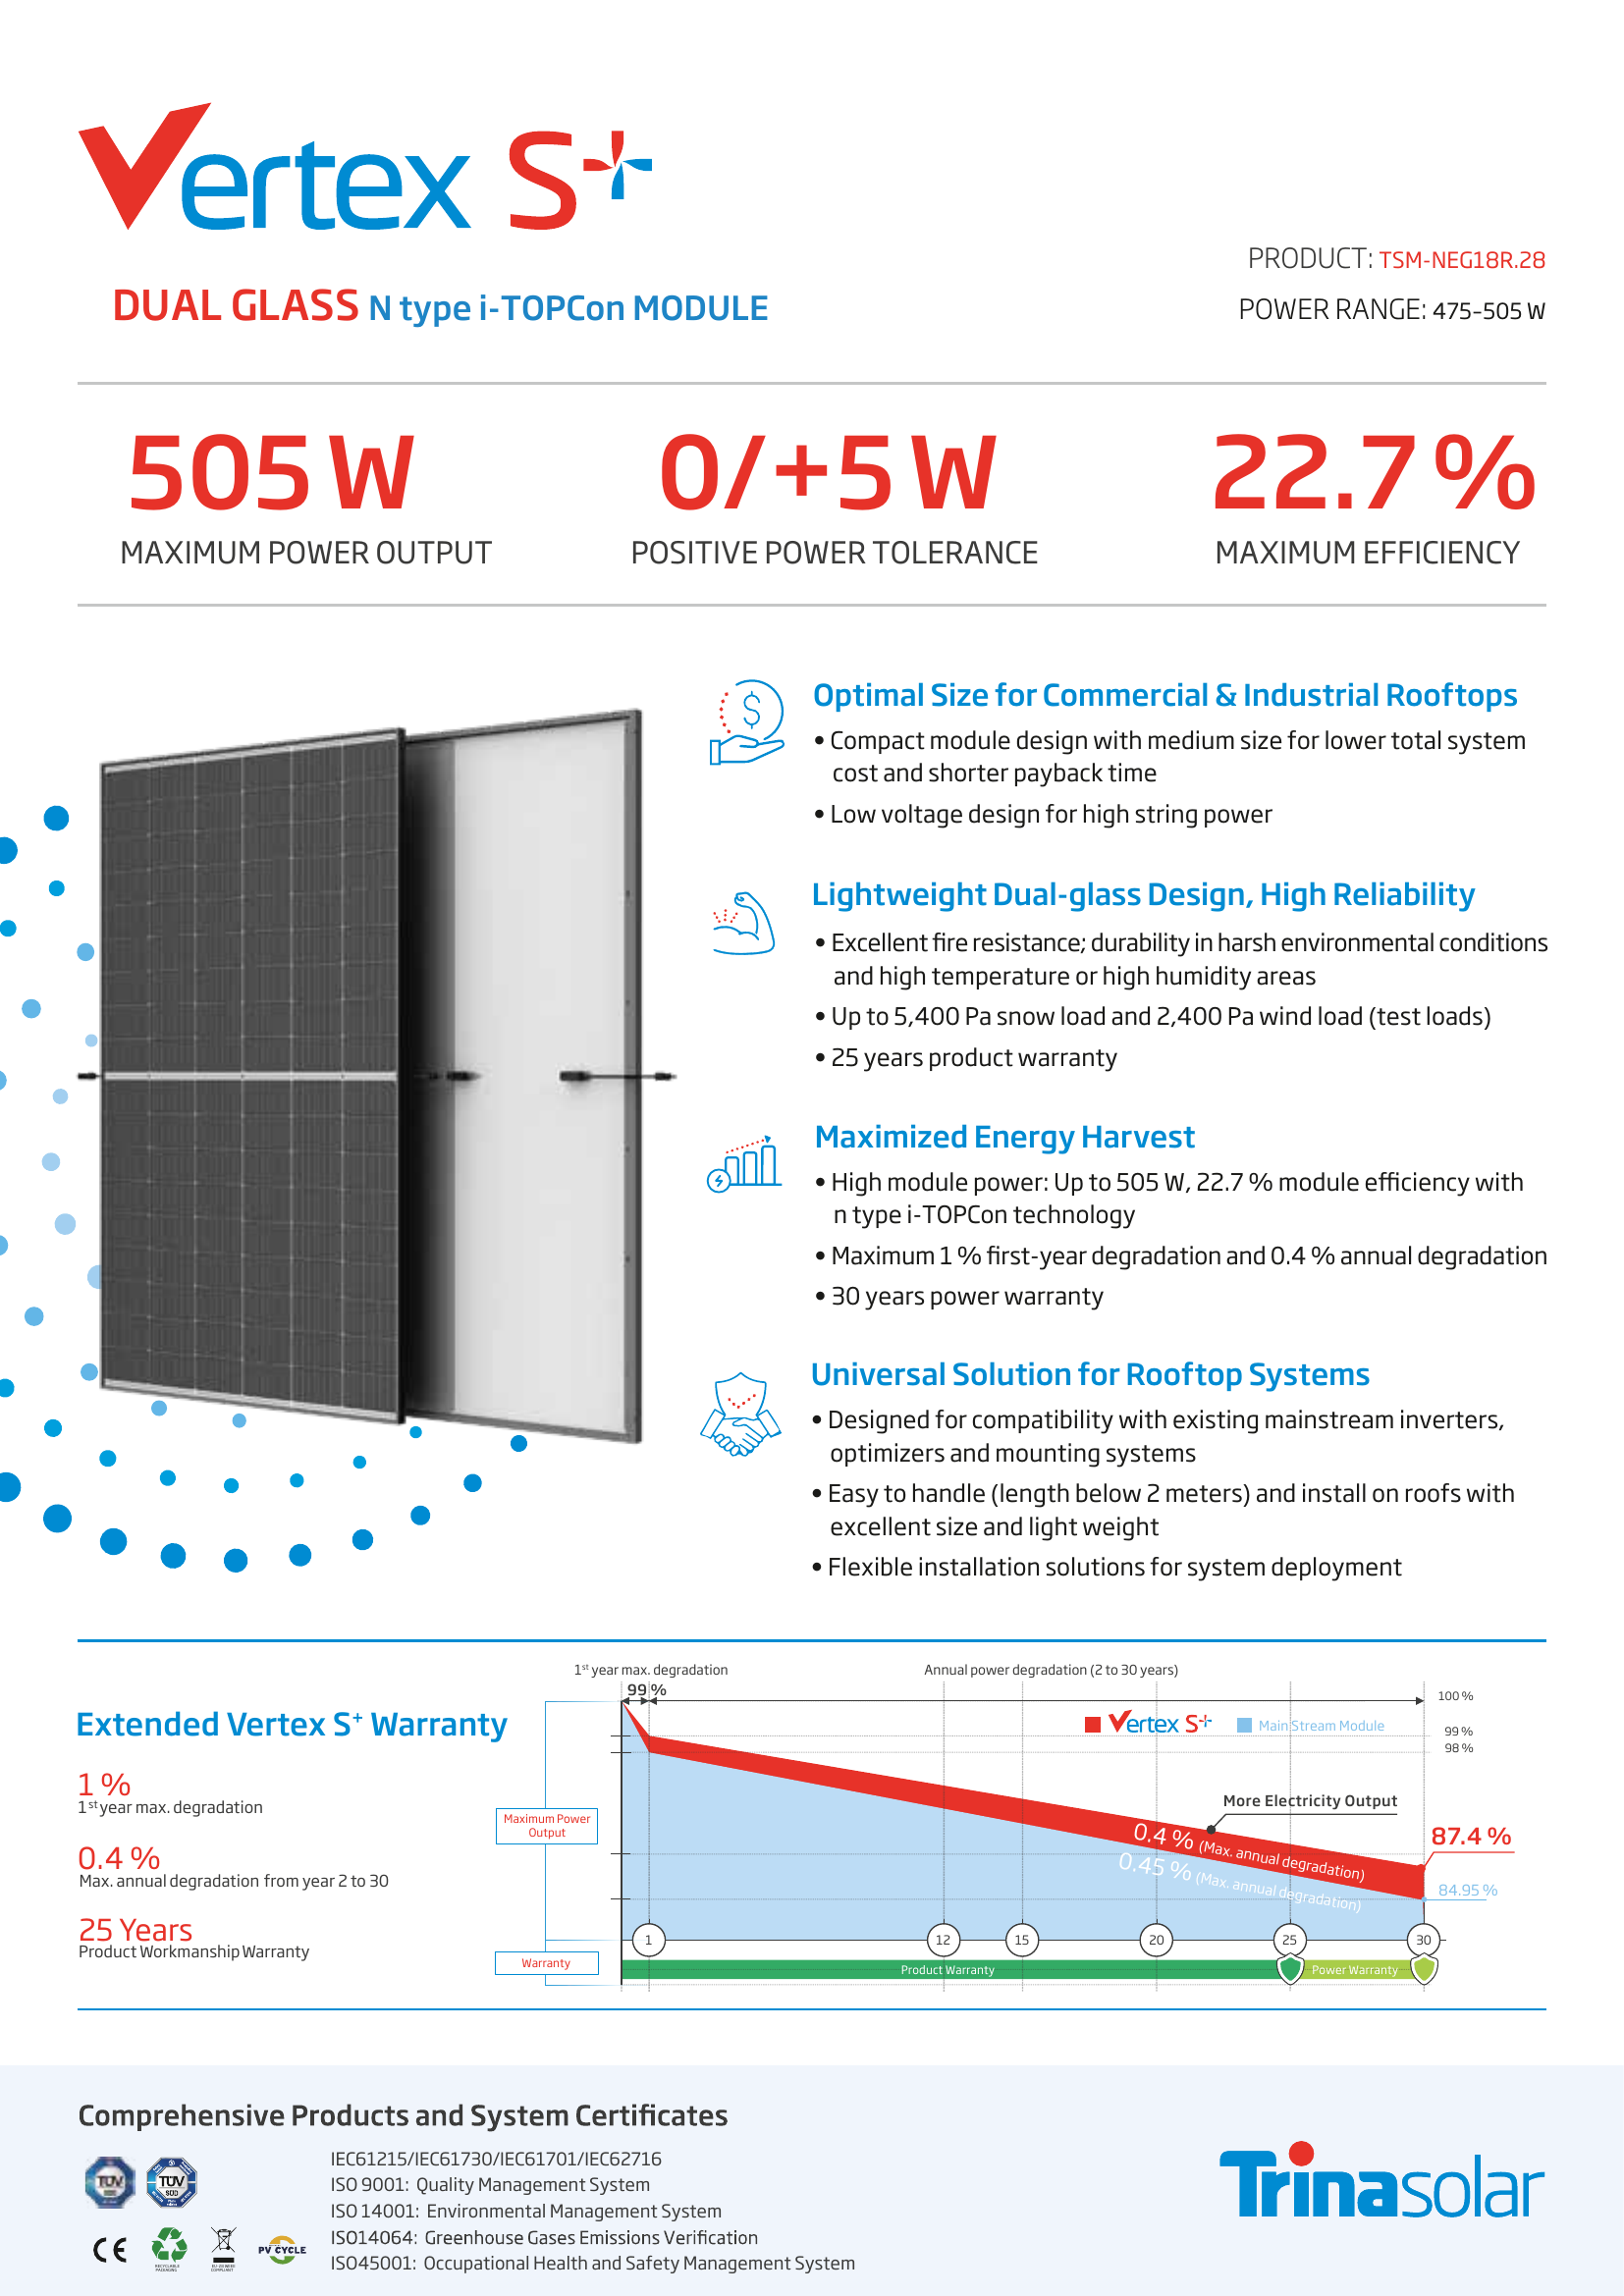 Vertex S+
DUAL GLASS N type i-TOPCon MODULE
PRODUCT: TSM-NEG18R.28
POWER RANGE: 475–505 W
505 W
MAXIMUM POWER OUTPUT
0/+5 W
POSITIVE POWER TOLERANCE
22.7 %
MAXIMUM EFFICIENCY
Optimal Size for Commercial & Industrial Rooftops
• Compact module design with medium size for lower total system
cost and shorter payback time
• Low voltage design for high string power
Lightweight Dual-glass Design, High Reliability
• Excellent fire resistance; durability in harsh environmental conditions
and high temperature or high humidity areas
• Up to 5,400 Pa snow load and 2,400 Pa wind load (test loads)
• 25 years product warranty
Maximized Energy Harvest
• High module power: Up to 505 W, 22.7 % module efficiency with
n type i-TOPCon technology
• Maximum 1 % first-year degradation and 0.4 % annual degradation
• 30 years power warranty
Universal Solution for Rooftop Systems
• Designed for compatibility with existing mainstream inverters,
optimizers and mounting systems
• Easy to handle (length below 2 meters) and install on roofs with
excellent size and light weight
• Flexible installation solutions for system deployment
Extended Vertex S+ Warranty
1 %
1st year max. degradation
0.4 %
Max. annual degradation from year 2 to 30
25 Years
Product Workmanship Warranty
1st year max. degradation
Annual power degradation (2 to 30 years)
99 %
100 %
Vertex S+
Main Stream Module
99 %
98 %
More Electricity Output
Maximum Power
Output
0.4 % (Max. annual degradation)
87.4 %
0.45 % (Max. annual degradation)
84.95 %
1
12
15
20
25
30
Warranty
Product Warranty
Power Warranty
Comprehensive Products and System Certificates
TÜV
TÜV
SÜD
CE
PV CYCLE
IEC61215/IEC61730/IEC61701/IEC62716
ISO 9001: Quality Management System
ISO 14001: Environmental Management System
ISO14064: Greenhouse Gases Emissions Verification
ISO45001: Occupational Health and Safety Management System
Trinasolar